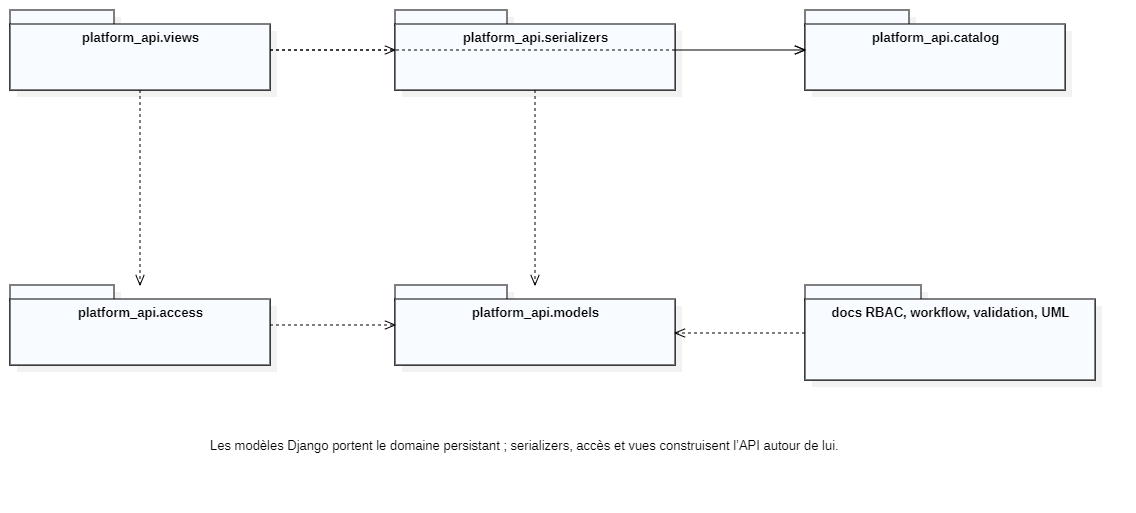 platform_api.views
platform_api.serializers
platform_api.catalog
platform_api.access
platform_api.models
docs RBAC, workflow, validation, UML
Les modèles Django portent le domaine persistant ; serializers, accès et vues construisent l’API autour de lui.